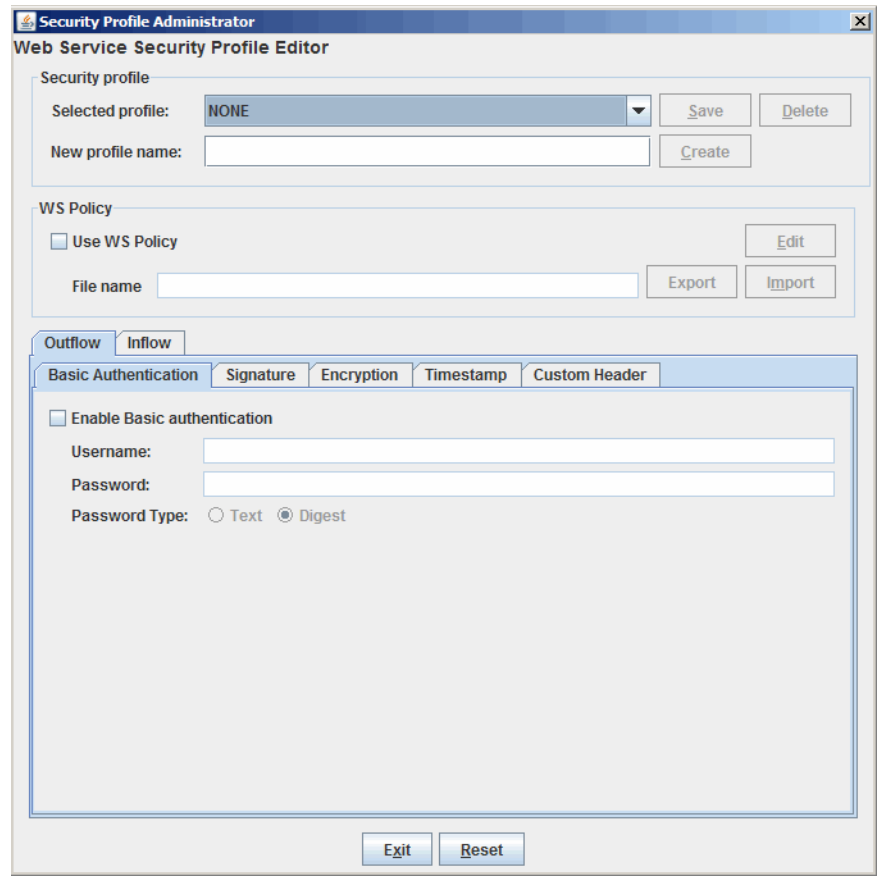 Security Profile Administrator
Web Service Security Profile Editor
Security profile
Selected profile: NONE Save Delete
New profile name: Create
WS Policy
Use WS Policy Edit
File name Export Import
Outflow Inflow
Basic Authentication Signature Encryption Timestamp Custom Header
Enable Basic authentication
Username:
Password:
Password Type: Text Digest
Exit Reset